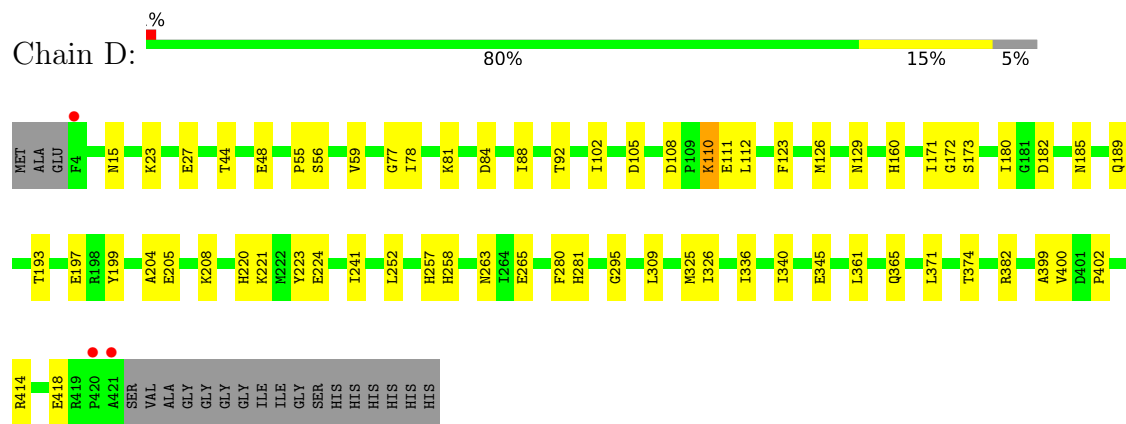 .%
Chain D:
80% 15% 5%
MET ALA GLU F4 N15 K23 E27 T44 E48 P55 S56 V59 G77 I78 K81 D84 I88 T92 I102 D105 D108 P109 K110 E111 L112 F123 M126 N129 H160 I171 G172 S173 I180 G181 D182 N185 Q189
T193 E197 R198 Y199 A204 E205 K208 H220 K221 M222 Y223 E224 I241 L252 H257 H258 N263 I264 E265 F280 H281 G295 L309 M325 I326 I336 I340 E345 L361 Q365 L371 T374 R382 A399 V400 D401 P402
R414 E418 R419 P420 A421 SER VAL ALA GLY GLY GLY GLY ILE ILE GLY SER HIS HIS HIS HIS HIS HIS